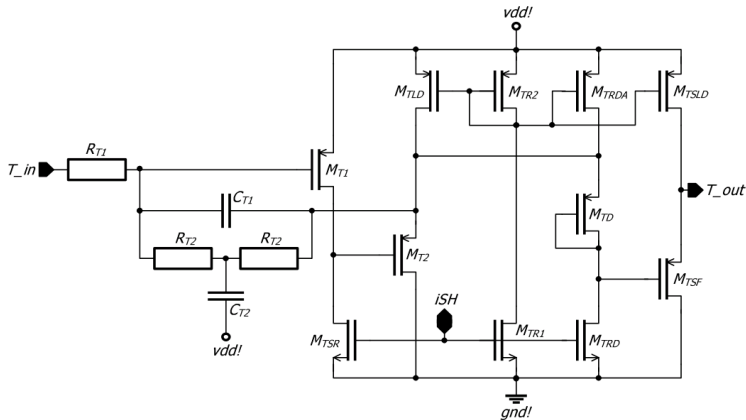 vdd!
M_TLD
M_TR2
M_TRDA
M_TSLD
R_T1
T_in
M_T1
C_T1
T_out
M_TD
R_T2
R_T2
M_T2
M_TSF
C_T2
iSH
vdd!
M_TSR
M_TR1
M_TRD
gnd!